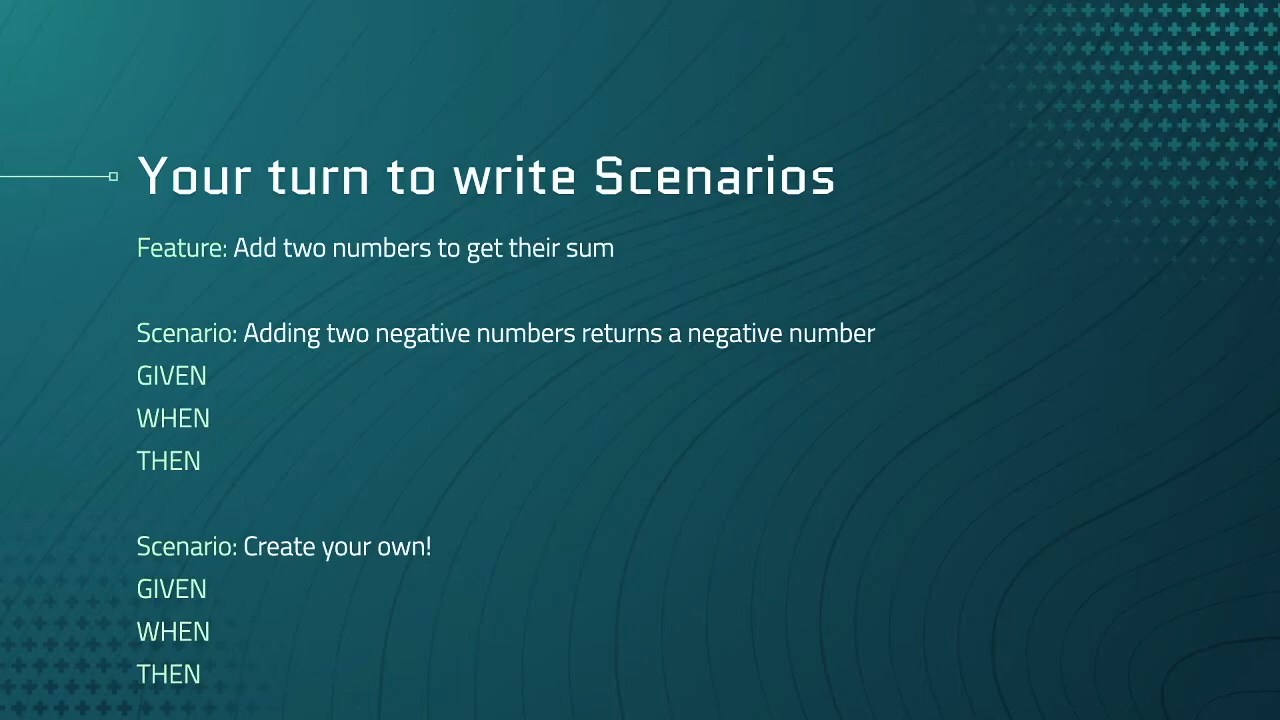 Your turn to write Scenarios
Feature: Add two numbers to get their sum
Scenario: Adding two negative numbers returns a negative number
GIVEN
WHEN
THEN
Scenario: Create your own!
GIVEN
WHEN
THEN